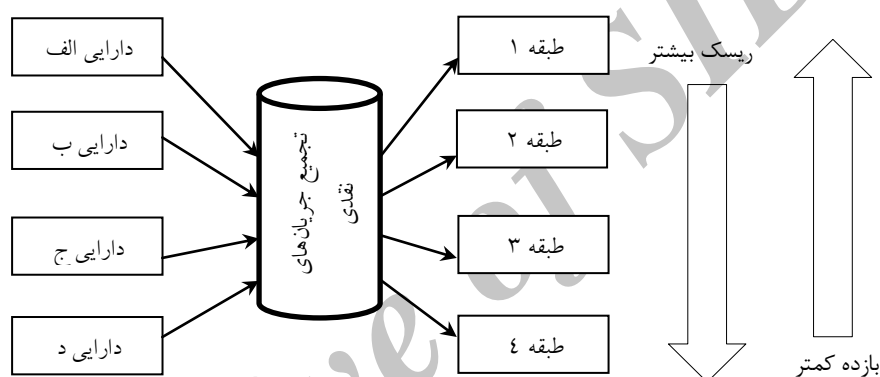 دارایی الف
دارایی ب
دارایی ج
دارایی د
تجمیع جریان‌های
نقدی
طبقه ۱
طبقه ۲
طبقه ۳
طبقه ٤
ریسک بیشتر
بازده کمتر